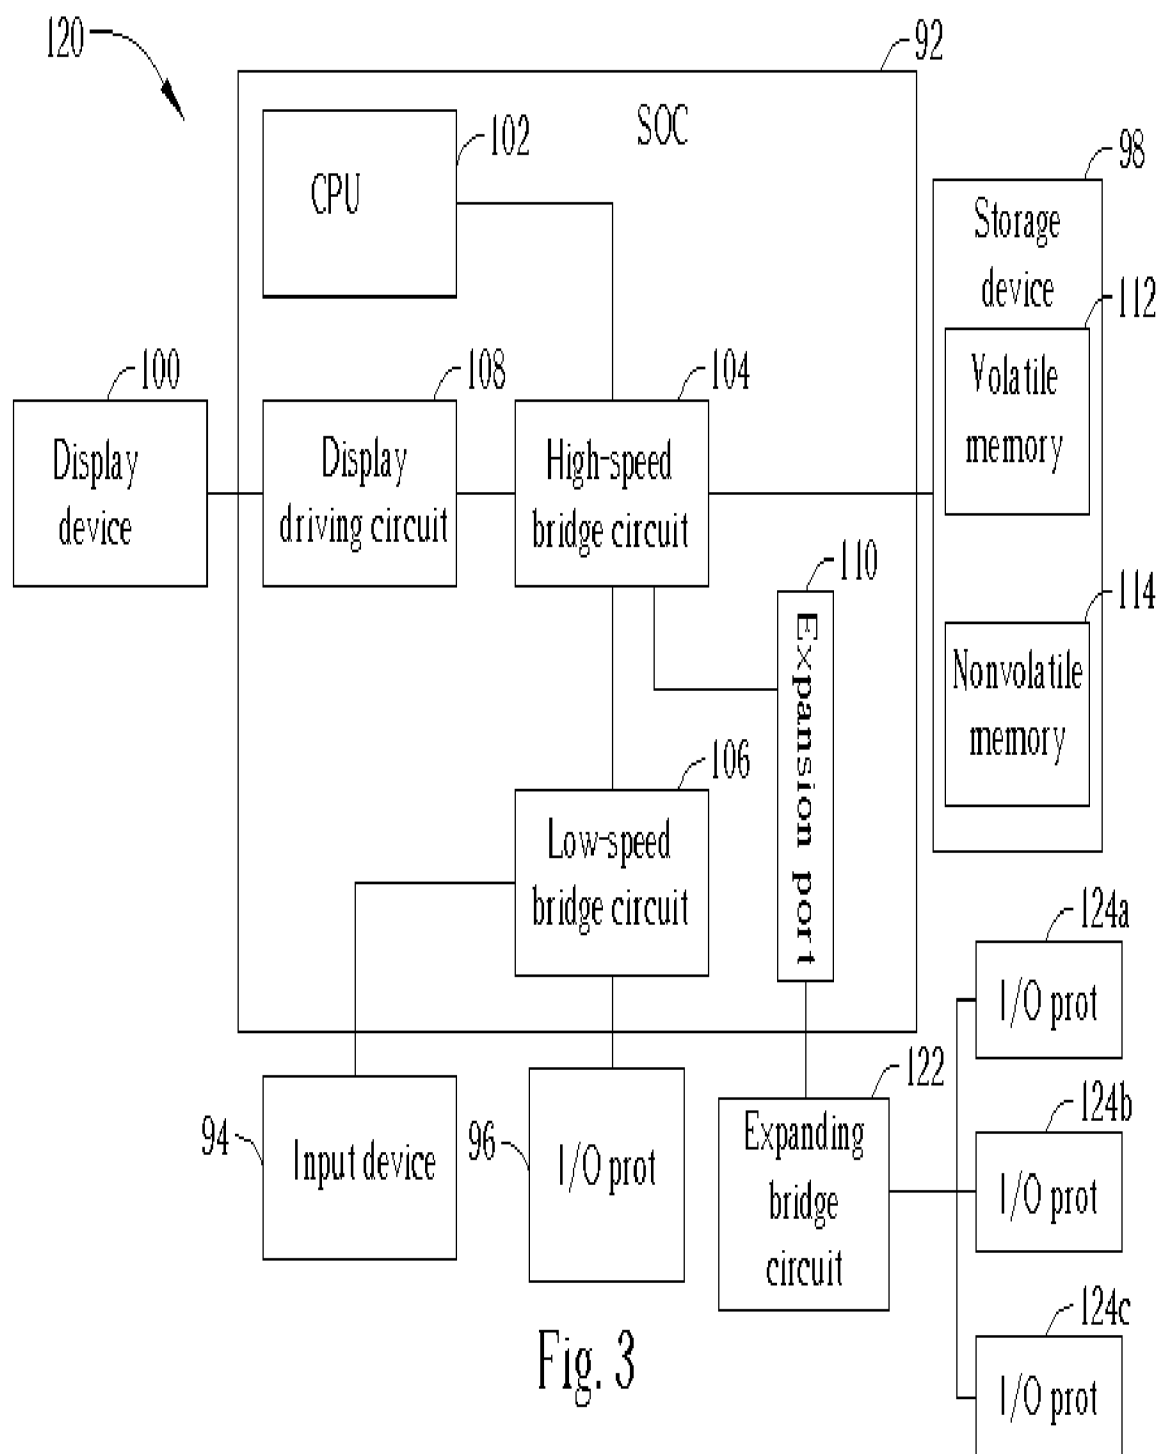 120
92
SOC
102
CPU
98
Storage
device
112
Volatile
memory
100
Display
device
108
Display
driving circuit
104
High-speed
bridge circuit
110
Expansion port
114
Nonvolatile
memory
106
Low-speed
bridge circuit
124a
I/O prot
94
Input device
96
I/O prot
122
Expanding
bridge
circuit
124b
I/O prot
124c
I/O prot
Fig. 3